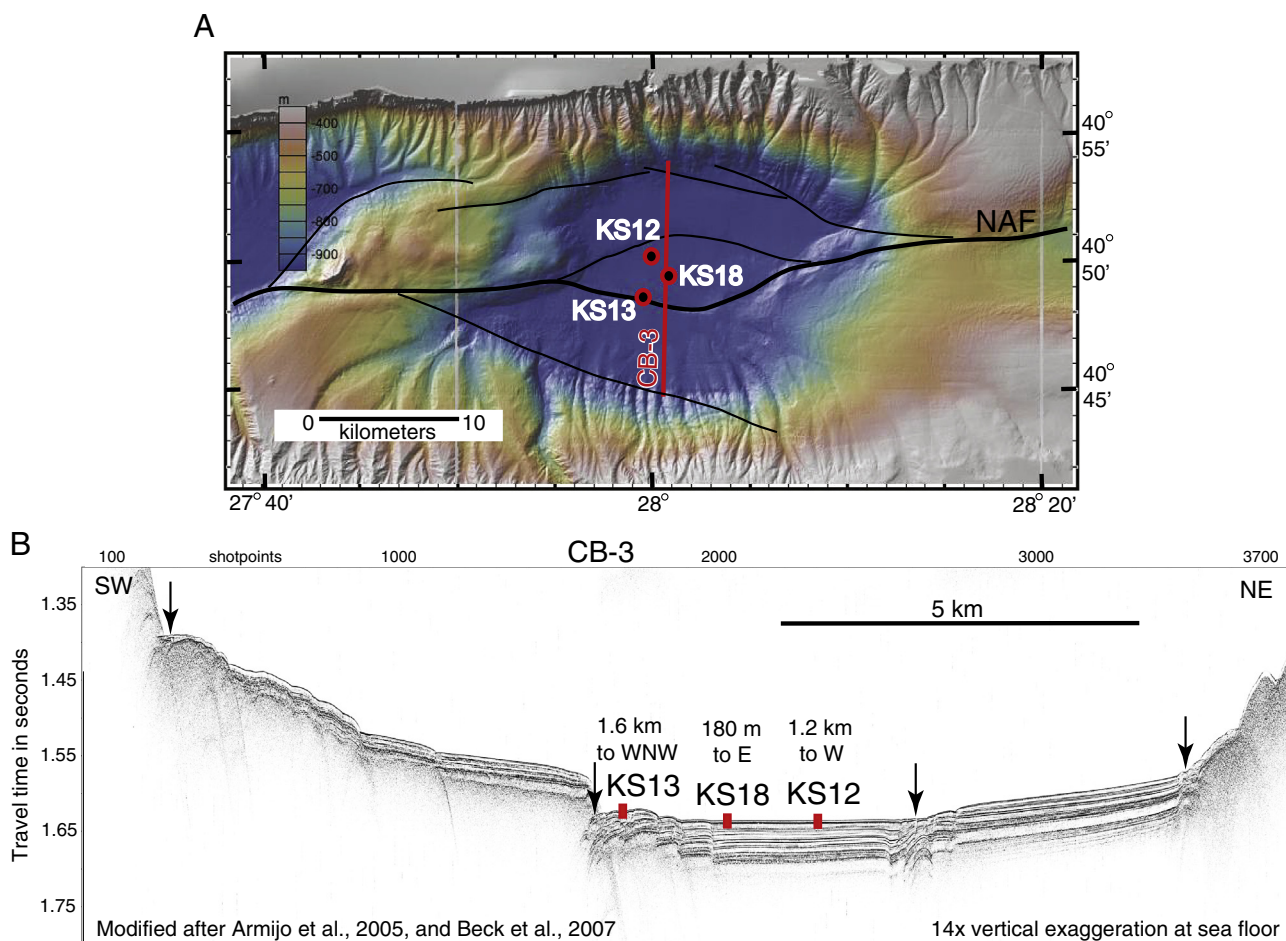 A
m
-400
-500
-700
-800
-900
40°
55'
NAF
40°
50'
KS12
KS18
KS13
CB-3
40°
45'
0 10
kilometers
27° 40' 28° 28° 20'
B
100 shotpoints 1000 CB-3 2000 3000 3700
SW NE
1.35
5 km
1.45
1.55
1.65
1.75
Travel time in seconds
1.6 km 180 m 1.2 km
to WNW to E to W
KS13 KS18 KS12
Modified after Armijo et al., 2005, and Beck et al., 2007 14x vertical exaggeration at sea floor